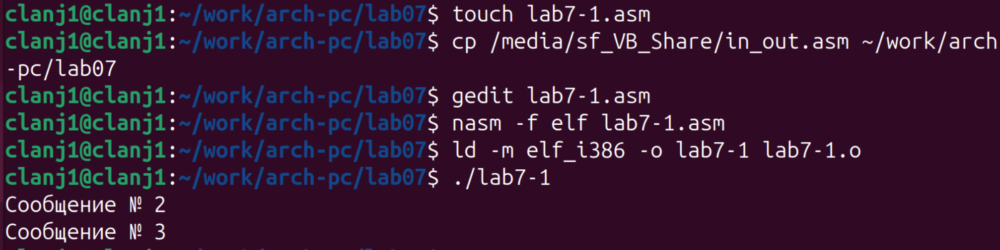 clanj1@clanj1:~/work/arch-pc/lab07$ touch lab7-1.asm
clanj1@clanj1:~/work/arch-pc/lab07$ cp /media/sf_VB_Share/in_out.asm ~/work/arch
-pc/lab07
clanj1@clanj1:~/work/arch-pc/lab07$ gedit lab7-1.asm
clanj1@clanj1:~/work/arch-pc/lab07$ nasm -f elf lab7-1.asm
clanj1@clanj1:~/work/arch-pc/lab07$ ld -m elf_i386 -o lab7-1 lab7-1.o
clanj1@clanj1:~/work/arch-pc/lab07$ ./lab7-1
Сообщение № 2
Сообщение № 3